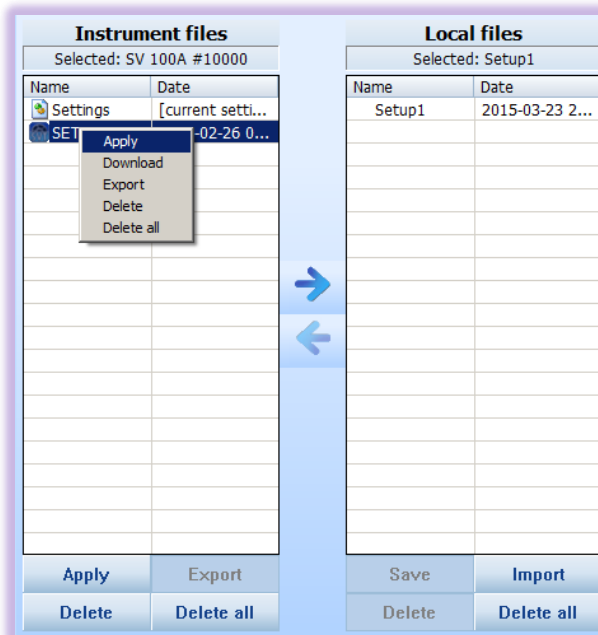 Instrument files
Selected: SV 100A #10000
Name Date
Settings [current setti...
SET -02-26 0...
Apply
Download
Export
Delete
Delete all
Apply Export
Delete Delete all
Local files
Selected: Setup1
Name Date
Setup1 2015-03-23 2...
Save Import
Delete Delete all